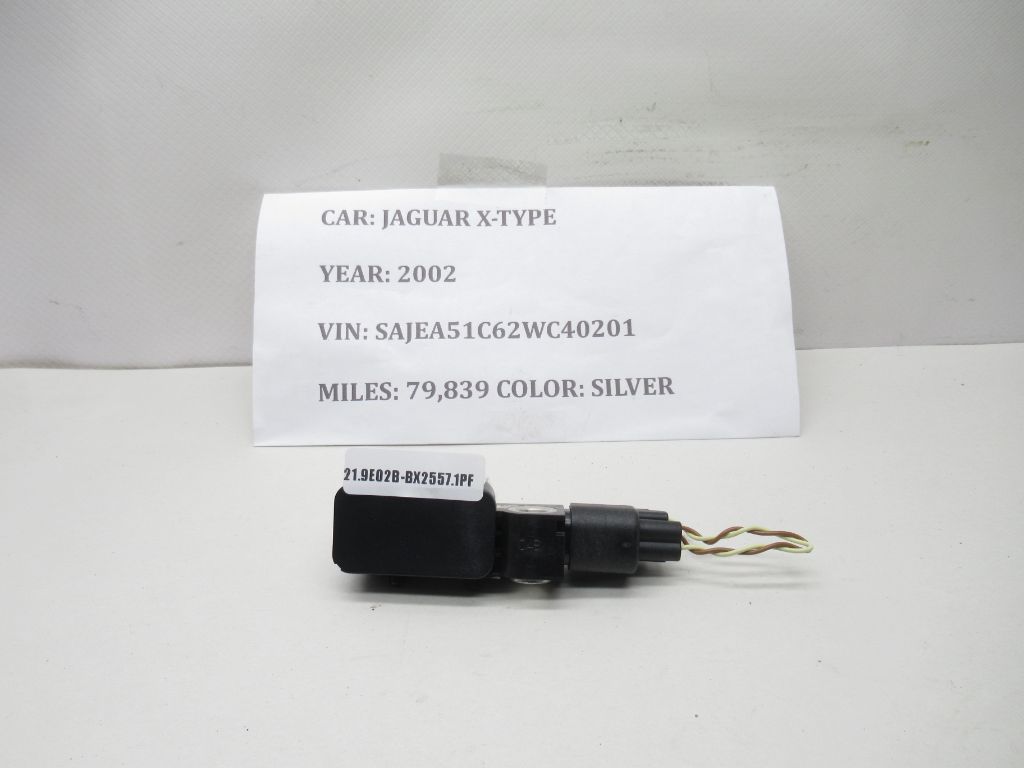 CAR: JAGUAR X-TYPE
YEAR: 2002
VIN: SAJEA51C62WC40201
MILES: 79,839 COLOR: SILVER
21.9E02B-BX2557.1PF